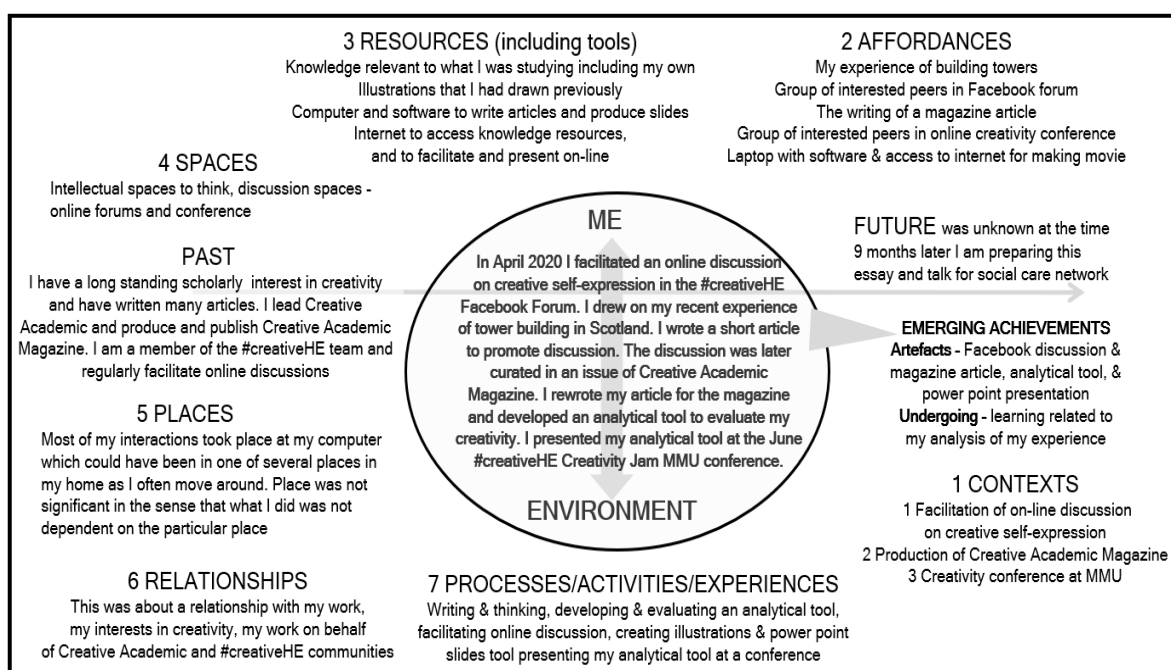 3 RESOURCES (including tools)
Knowledge relevant to what I was studying including my own
Illustrations that I had drawn previously
Computer and software to write articles and produce slides
Internet to access knowledge resources,
and to facilitate and present on-line
2 AFFORDANCES
My experience of building towers
Group of interested peers in Facebook forum
The writing of a magazine article
Group of interested peers in online creativity conference
Laptop with software & access to internet for making movie
4 SPACES
Intellectual spaces to think, discussion spaces -
online forums and conference
PAST
I have a long standing scholarly interest in creativity
and have written many articles. I lead Creative
Academic and produce and publish Creative Academic
Magazine. I am a member of the #creativeHE team and
regularly facilitate online discussions
ME
In April 2020 I facilitated an online discussion
on creative self-expression in the #creativeHE
Facebook Forum. I drew on my recent experience
of tower building in Scotland. I wrote a short article
to promote discussion. The discussion was later
curated in an issue of Creative Academic
Magazine. I rewrote my article for the magazine
and developed an analytical tool to evaluate my
creativity. I presented my analytical tool at the June
#creativeHE Creativity Jam MMU conference.
ENVIRONMENT
FUTURE was unknown at the time
9 months later I am preparing this
essay and talk for social care network
EMERGING ACHIEVEMENTS
Artefacts - Facebook discussion &
magazine article, analytical tool, &
power point presentation
Undergoing - learning related to
my analysis of my experience
5 PLACES
Most of my interactions took place at my computer
which could have been in one of several places in
my home as I often move around. Place was not
significant in the sense that what I did was not
dependent on the particular place
1 CONTEXTS
1 Facilitation of on-line discussion
on creative self-expression
2 Production of Creative Academic Magazine
3 Creativity conference at MMU
6 RELATIONSHIPS
This was about a relationship with my work,
my interests in creativity, my work on behalf
of Creative Academic and #creativeHE communities
7 PROCESSES/ACTIVITIES/EXPERIENCES
Writing & thinking, developing & evaluating an analytical tool,
facilitating online discussion, creating illustrations & power point
slides tool presenting my analytical tool at a conference